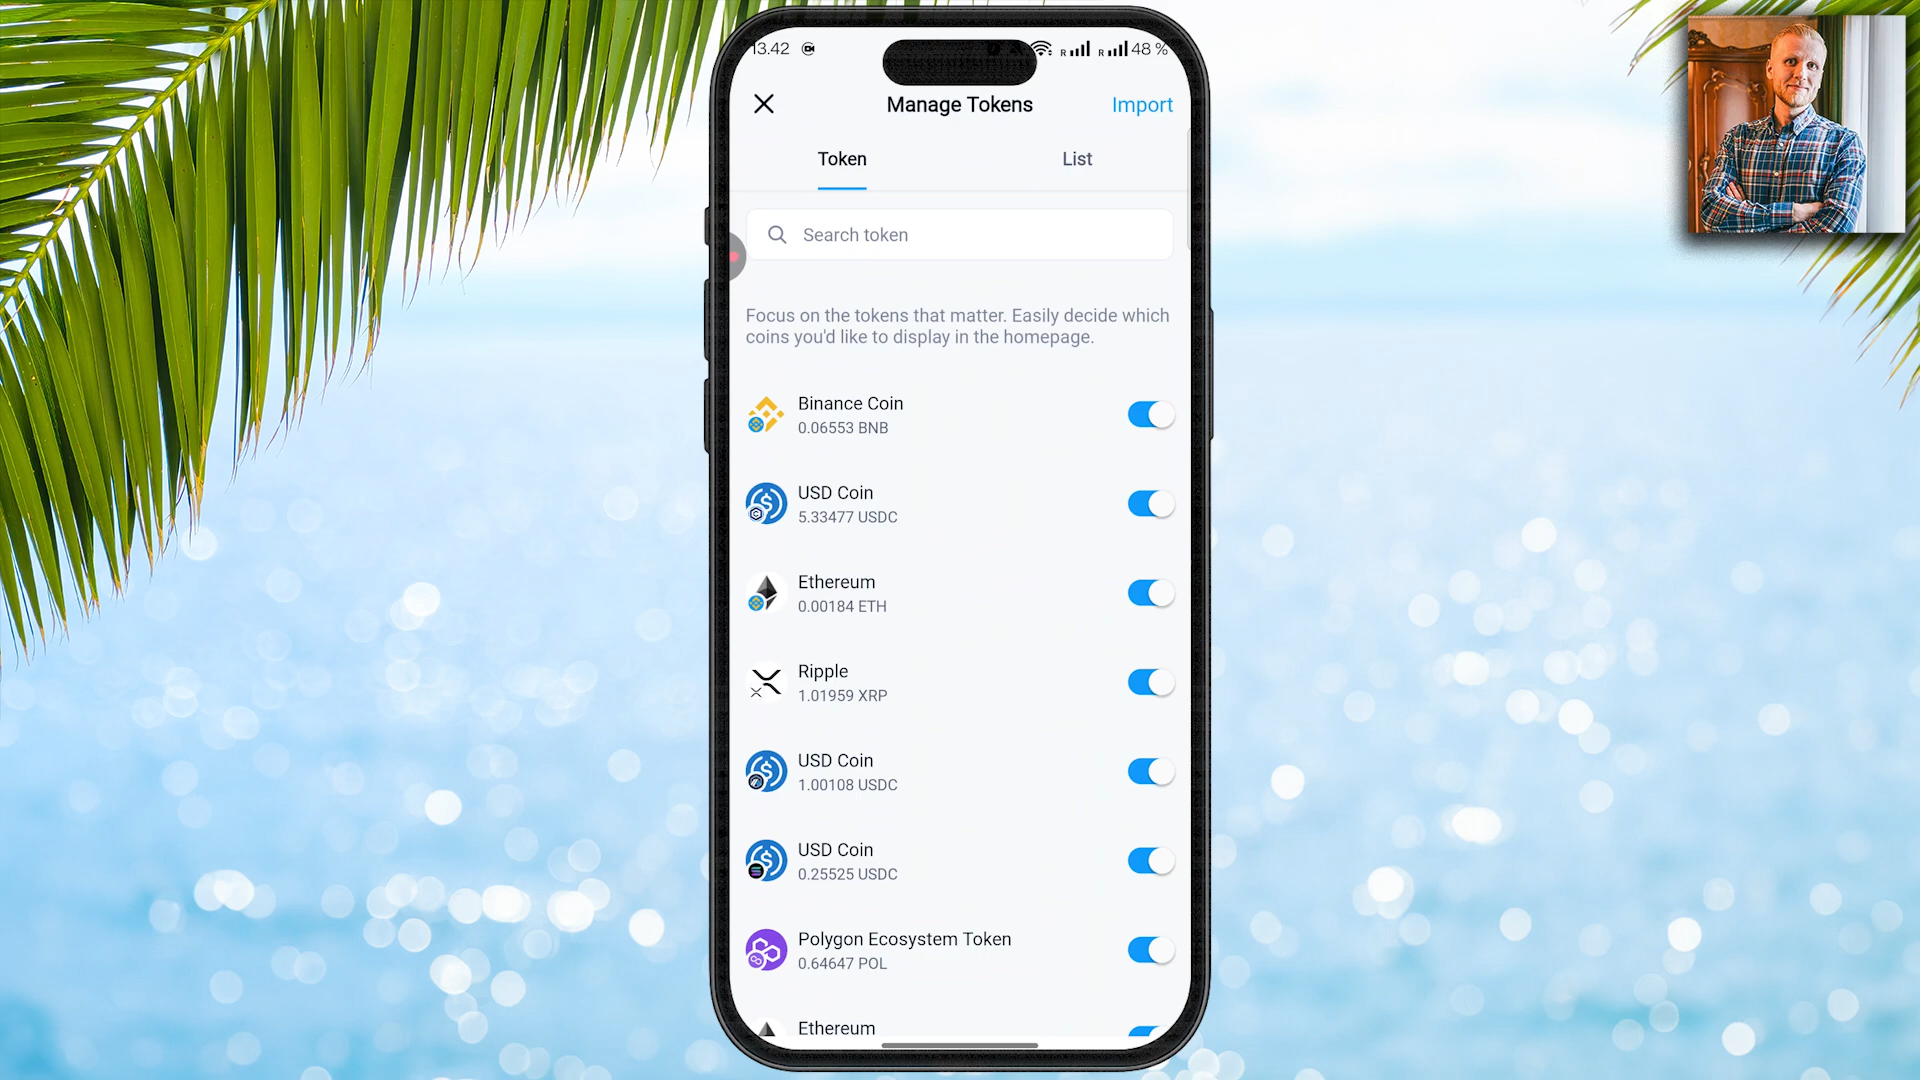 13.42
48 %
Manage Tokens
Import
Token
List
Search token
Focus on the tokens that matter. Easily decide which
coins you'd like to display in the homepage.
Binance Coin
0.06553 BNB
USD Coin
5.33477 USDC
Ethereum
0.00184 ETH
Ripple
1.01959 XRP
USD Coin
1.00108 USDC
USD Coin
0.25525 USDC
Polygon Ecosystem Token
0.64647 POL
Ethereum